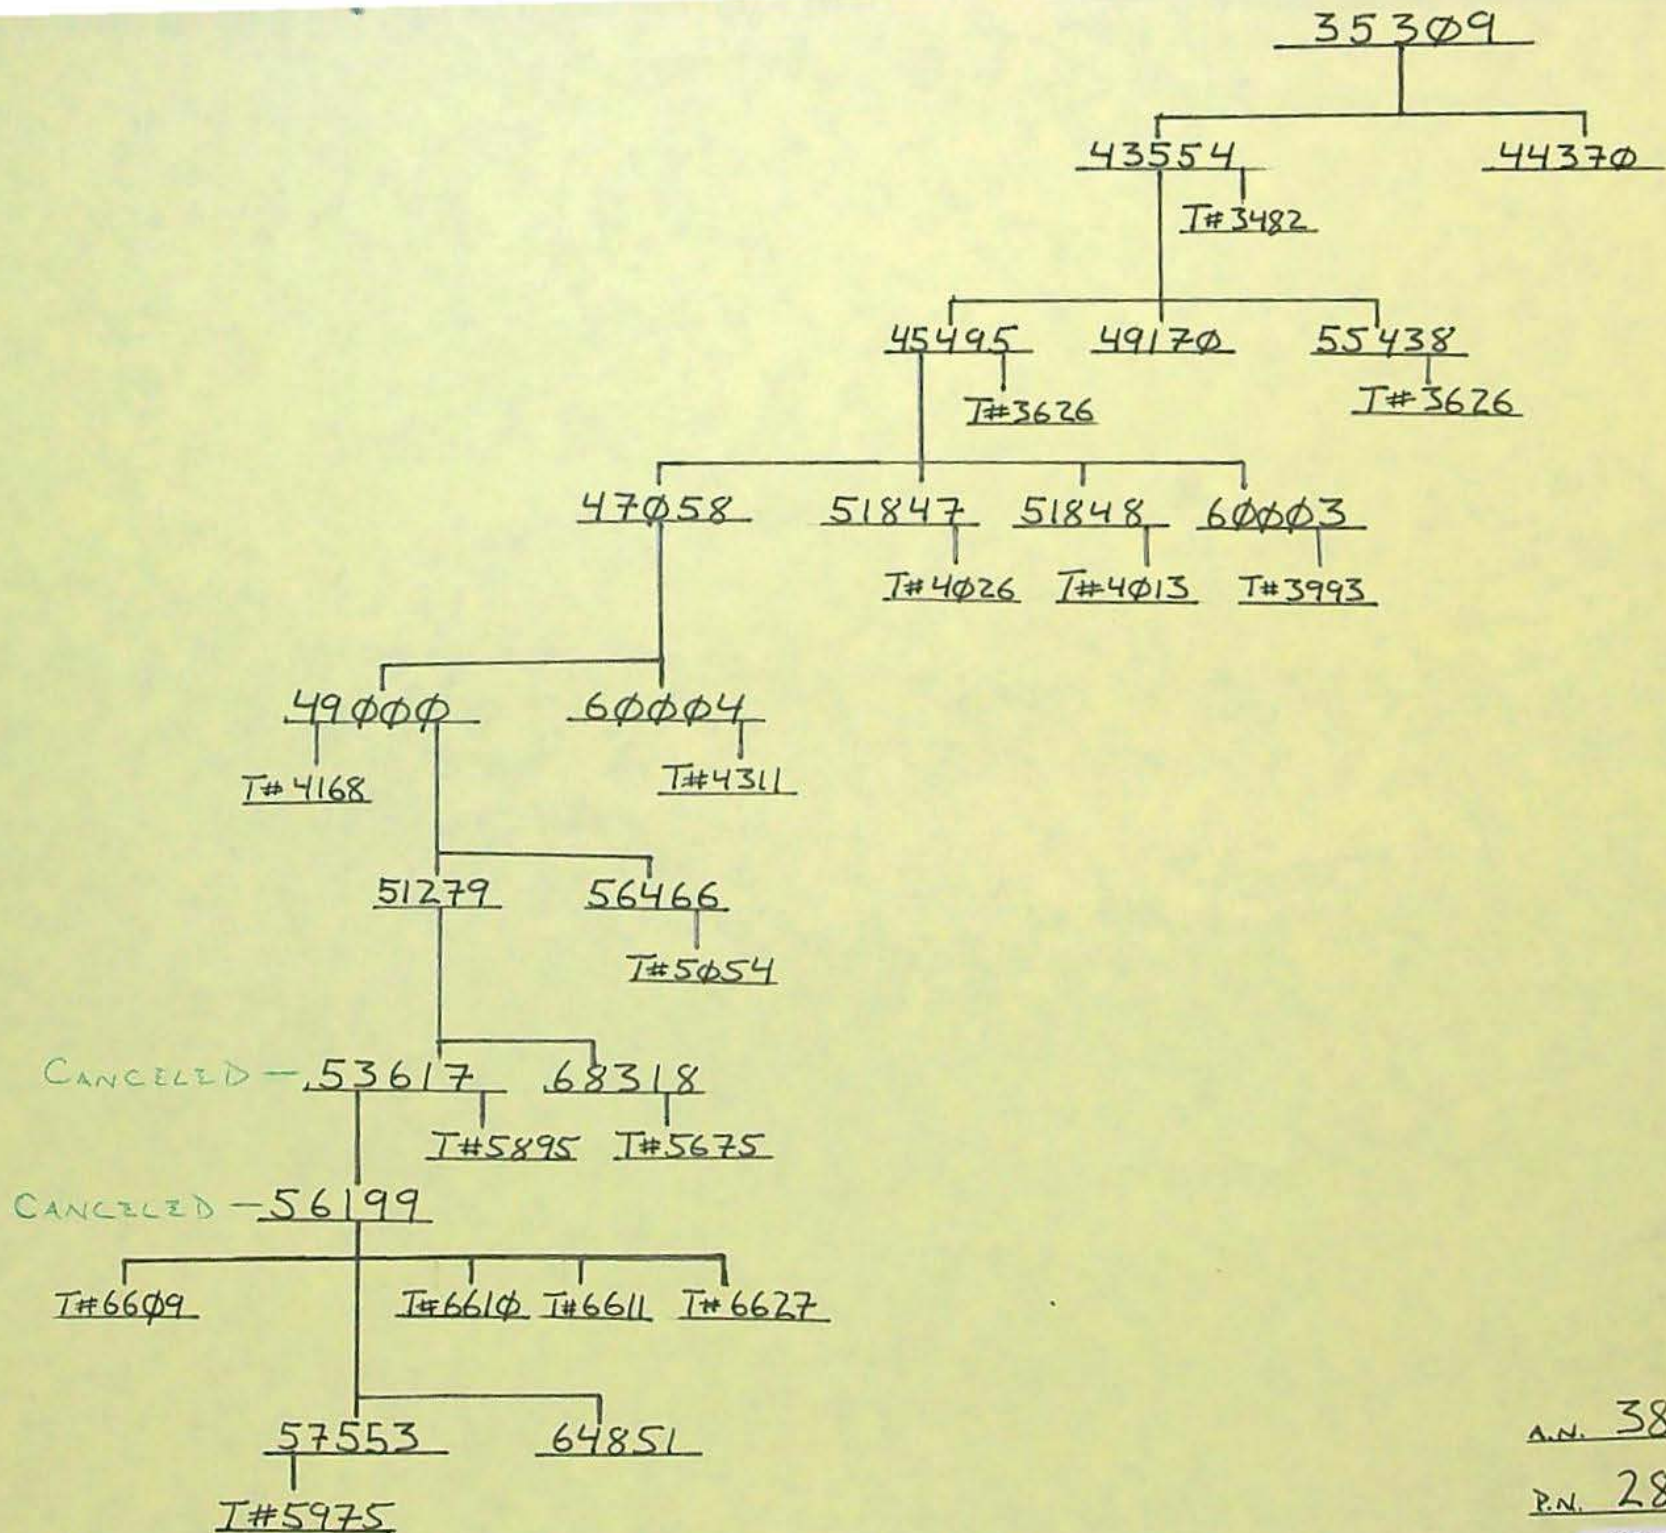 35309
43554 44370
T#3482
45495 49170 55438
T#3626 T#3626
47058 51847 51848 60003
T#4026 T#4013 T#3993
49000 60004
T#4168 T#4311
51279 56466
T#5054
CANCELED - 53617 68318
T#5895 T#5675
CANCELED - 56199
T#6609 T#6610 T#6611 T#6627
57553 64851
T#5975
A.N. 38
P.N. 28